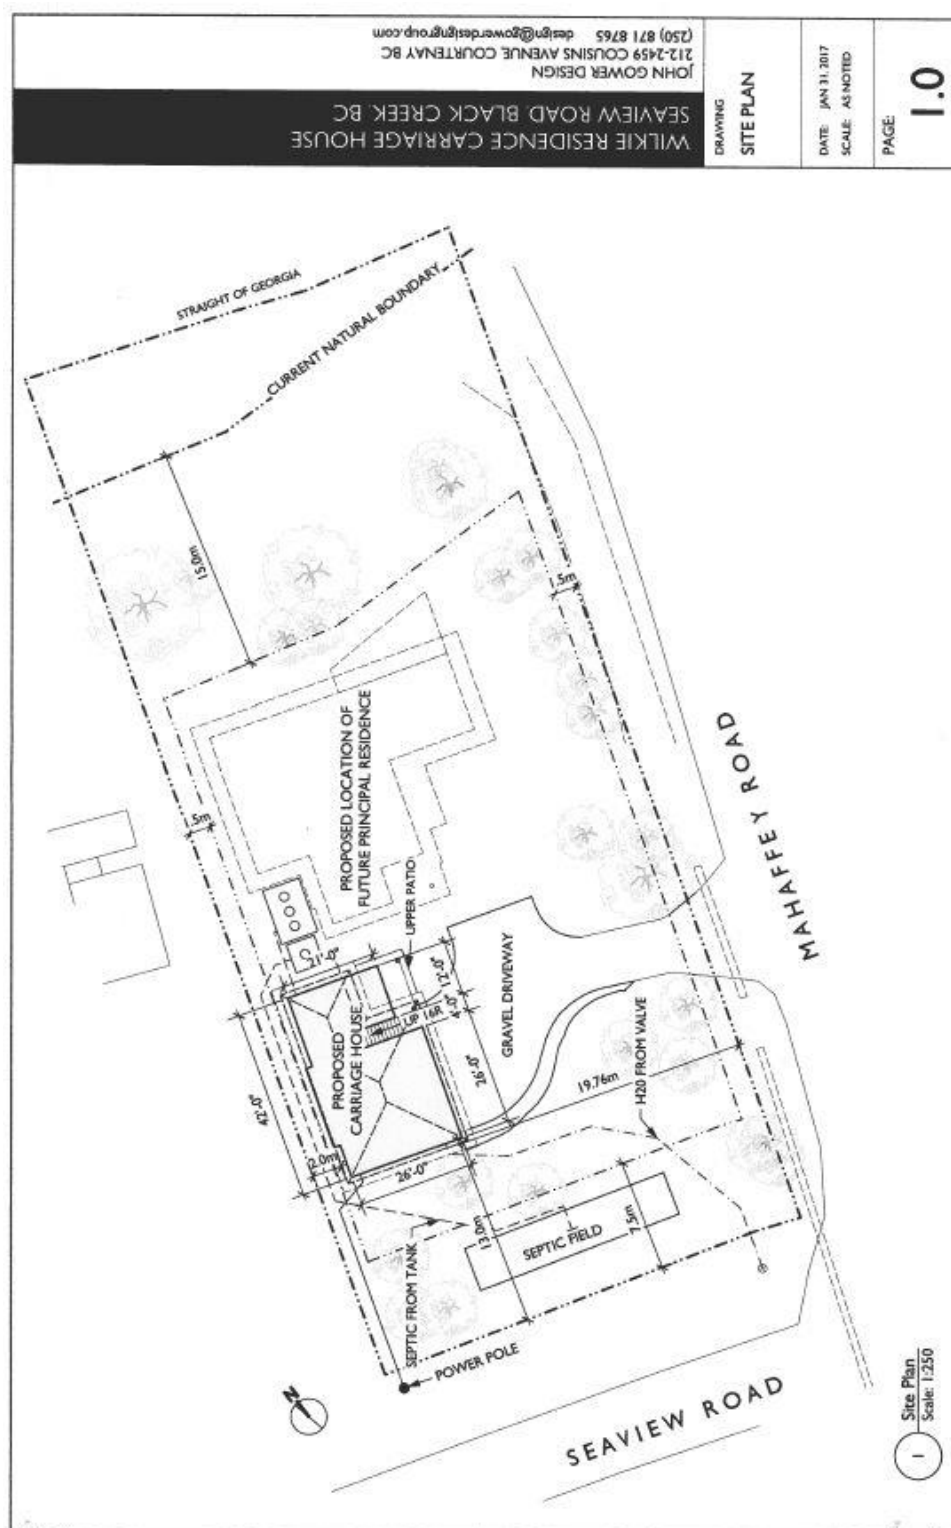 JOHN GOWER DESIGN
212-2459 COUSINS AVENUE, COURTENAY BC
(250) 871 8765 design@gowerdesigngroup.com
WILKIE RESIDENCE CARRIAGE HOUSE
SEAVIEW ROAD, BLACK CREEK, BC
DRAWING
SITE PLAN
DATE: JAN 31, 2017
SCALE: AS NOTED
PAGE:
1.0
STRAIGHT OF GEORGIA
CURRENT NATURAL BOUNDARY
15.0m
1.5m
.5m
PROPOSED LOCATION OF
FUTURE PRINCIPAL RESIDENCE
UPPER PATIO
21'-0"
12'-0"
4'-0"
UP 16R
PROPOSED
CARRIAGE HOUSE
42'-0"
GRAVEL DRIVEWAY
26'-0"
MAHAFFEY ROAD
19.76m
H20 FROM VALVE
2.0m
26'-0"
SEPTIC FROM TANK
13.0m
SEPTIC FIELD
7.5m
POWER POLE
N
SEAVIEW ROAD
1
Site Plan
Scale: 1:250